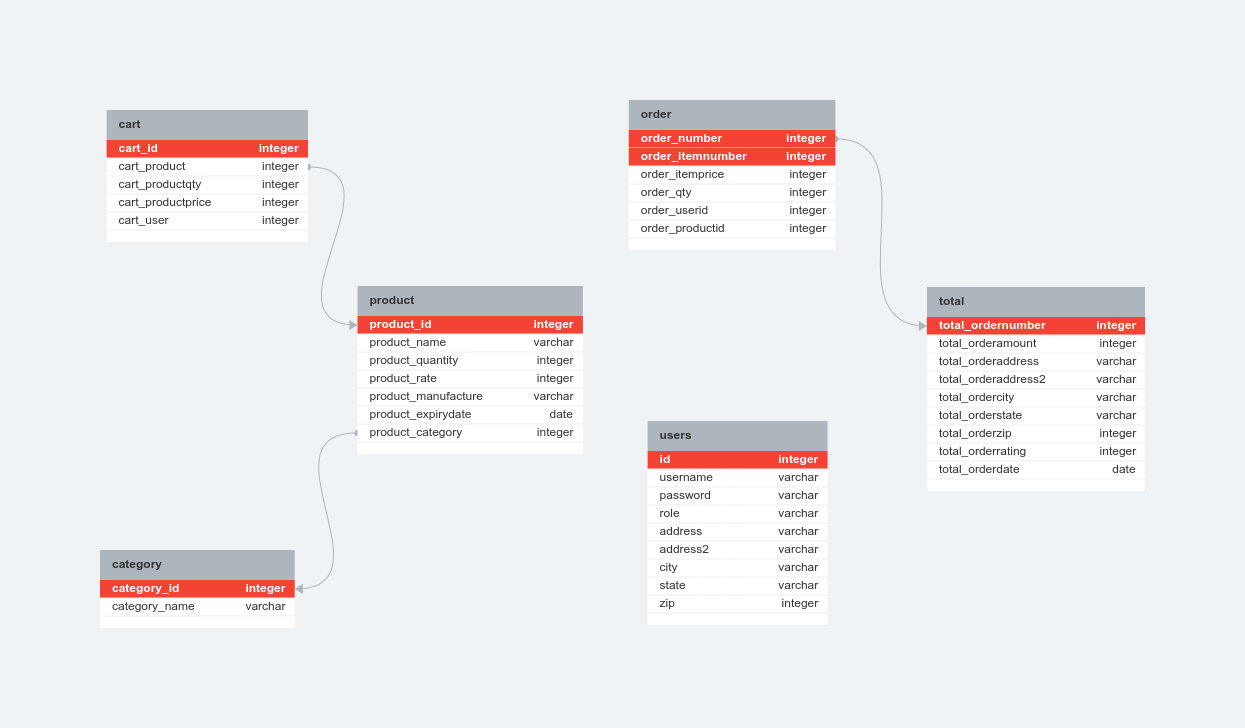 cart
cart_id integer
cart_product integer
cart_productqty integer
cart_productprice integer
cart_user integer
order
order_number integer
order_itemnumber integer
order_itemprice integer
order_qty integer
order_userid integer
order_productid integer
product
product_id integer
product_name varchar
product_quantity integer
product_rate integer
product_manufacture varchar
product_expirydate date
product_category integer
total
total_ordernumber integer
total_orderamount integer
total_orderaddress varchar
total_orderaddress2 varchar
total_ordercity varchar
total_orderstate varchar
total_orderzip integer
total_orderrating integer
total_orderdate date
users
id integer
username varchar
password varchar
role varchar
address varchar
address2 varchar
city varchar
state varchar
zip integer
category
category_id integer
category_name varchar